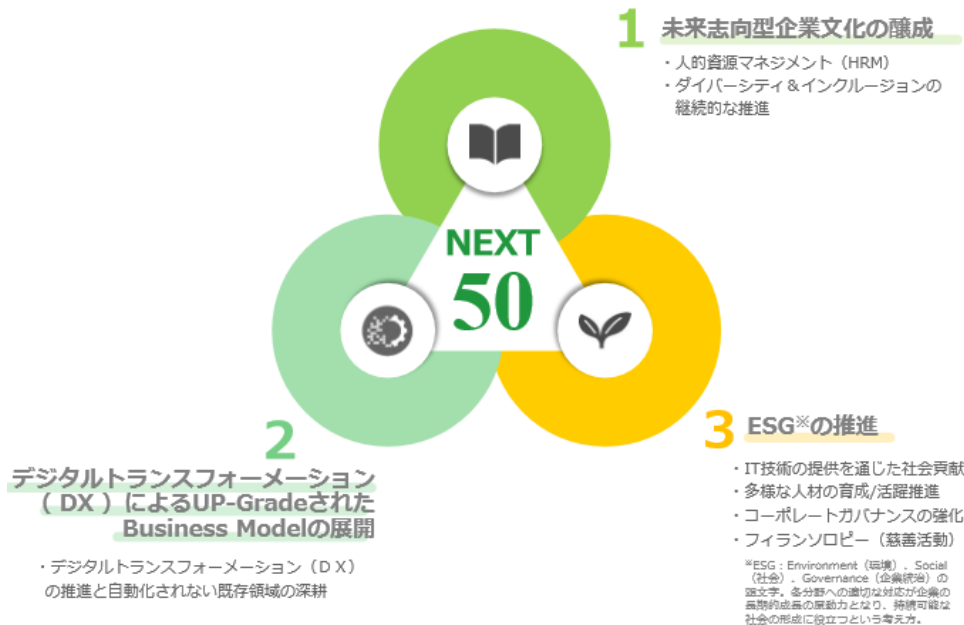 1 未来志向型企業文化の醸成
・人的資源マネジメント（HRM）
・ダイバーシティ＆インクルージョンの
継続的な推進
NEXT
50
2
デジタルトランスフォーメーション
（ DX ）によるUP-Gradeされた
Business Modelの展開
・デジタルトランスフォーメーション（ＤＸ）
の推進と自動化されない既存領域の深耕
3 ESG※の推進
・IT技術の提供を通じた社会貢献
・多様な人材の育成/活躍推進
・コーポレートガバナンスの強化
・フィランソロピー（慈善活動）
※ESG：Environment（環境）、Social
（社会）、Governance（企業統治）の
頭文字。各分野への適切な対応が企業の
長期的成長の原動力となり、持続可能な
社会の形成に役立つという考え方。